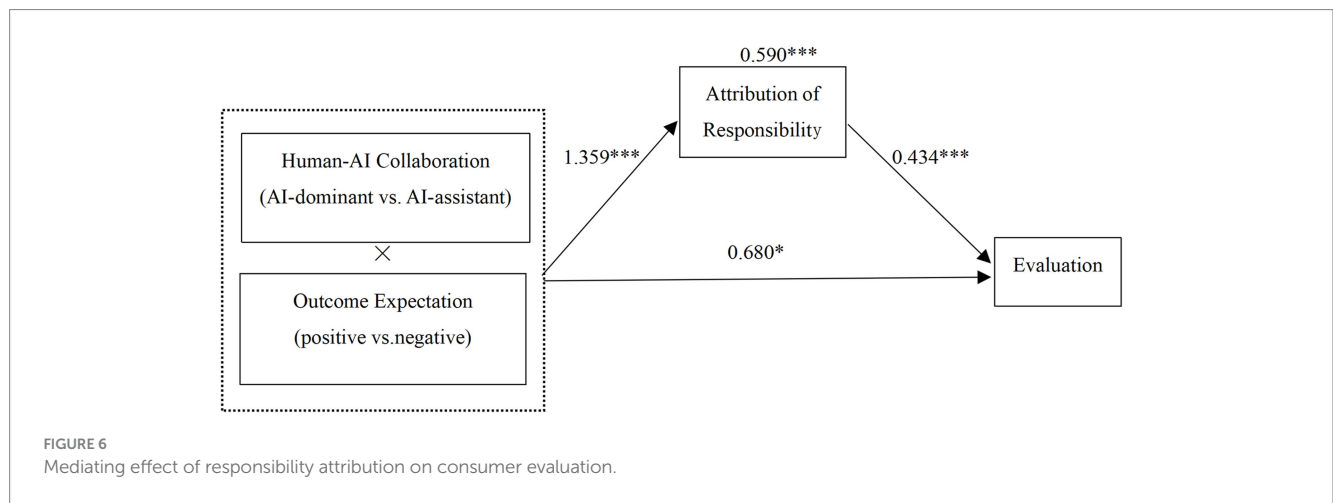 0.590***
Attribution of
Responsibility
Human-AI Collaboration
(AI-dominant vs. AI-assistant)
×
Outcome Expectation
(positive vs.negative)
1.359***
0.434***
0.680*
Evaluation
FIGURE 6
Mediating effect of responsibility attribution on consumer evaluation.